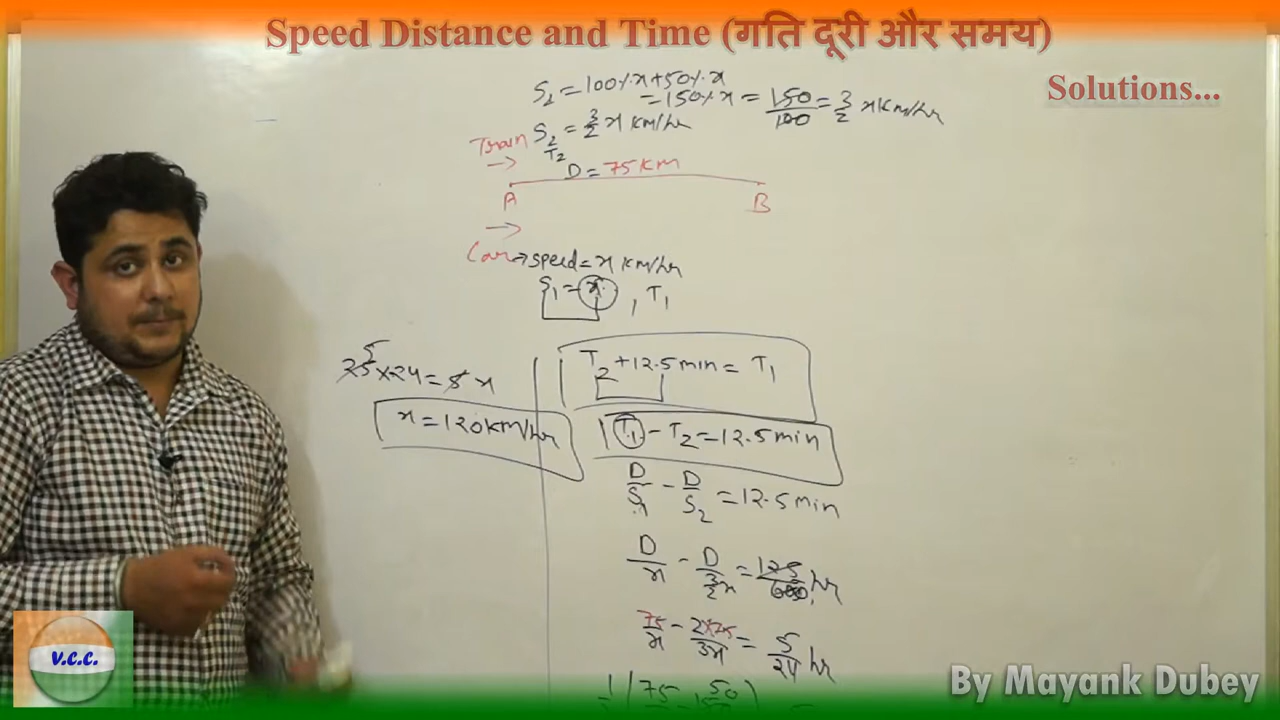 Speed Distance and Time (गति दूरी और समय)
Solutions...
S₂ = 100% x + 50% x
= 150% x = 150/100 = 3/2 x Km/hr
S₂ = 3/2 x Km/hr
Train
→
T₂
D = 75 KM
A B
→
Car → speed = x Km/hr
S₁ = x , T₁
T₂ + 12.5 min = T₁
25 5 × 24 = 5 x
x = 120 Km/hr
T₁ - T₂ = 12.5 min
D/S₁ - D/S₂ = 12.5 min
D/x - D/(3/2 x) = 125/600 hr
75/x - 2×75/3x = 5/24 hr
V.C.C.
By Mayank Dubey